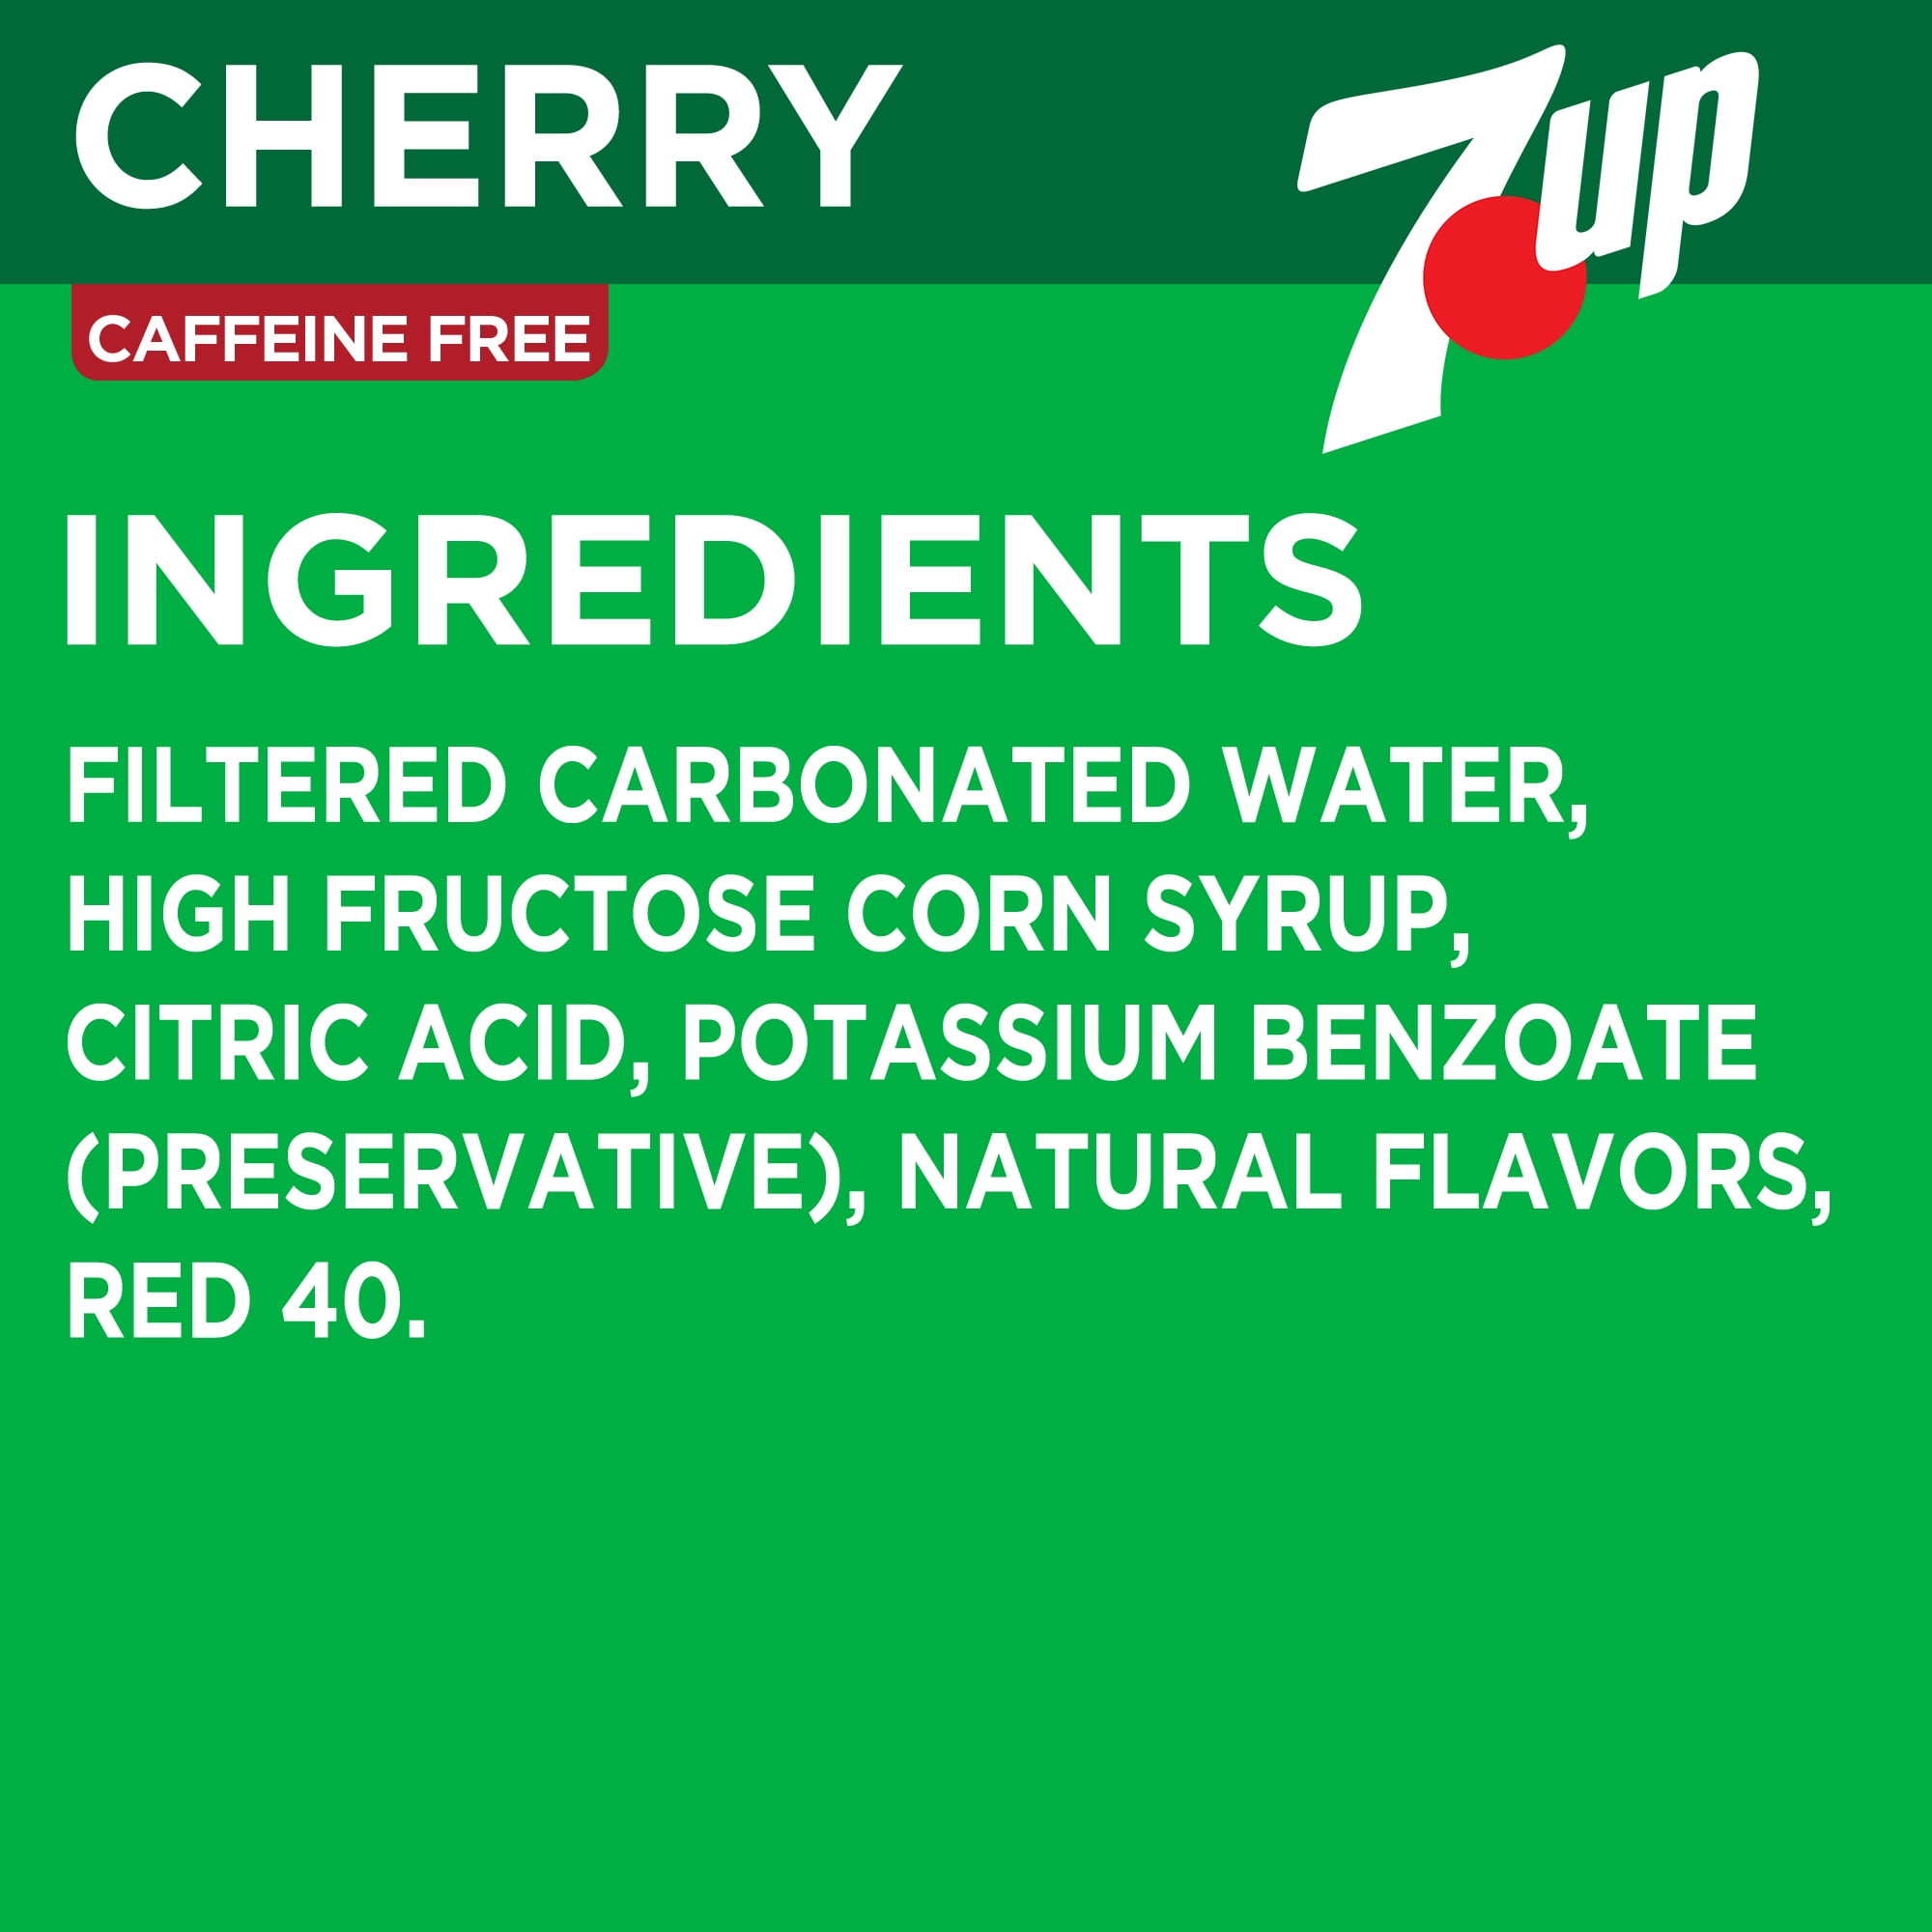 CHERRY
7up
CAFFEINE FREE
INGREDIENTS
FILTERED CARBONATED WATER,
HIGH FRUCTOSE CORN SYRUP,
CITRIC ACID, POTASSIUM BENZOATE
(PRESERVATIVE), NATURAL FLAVORS,
RED 40.